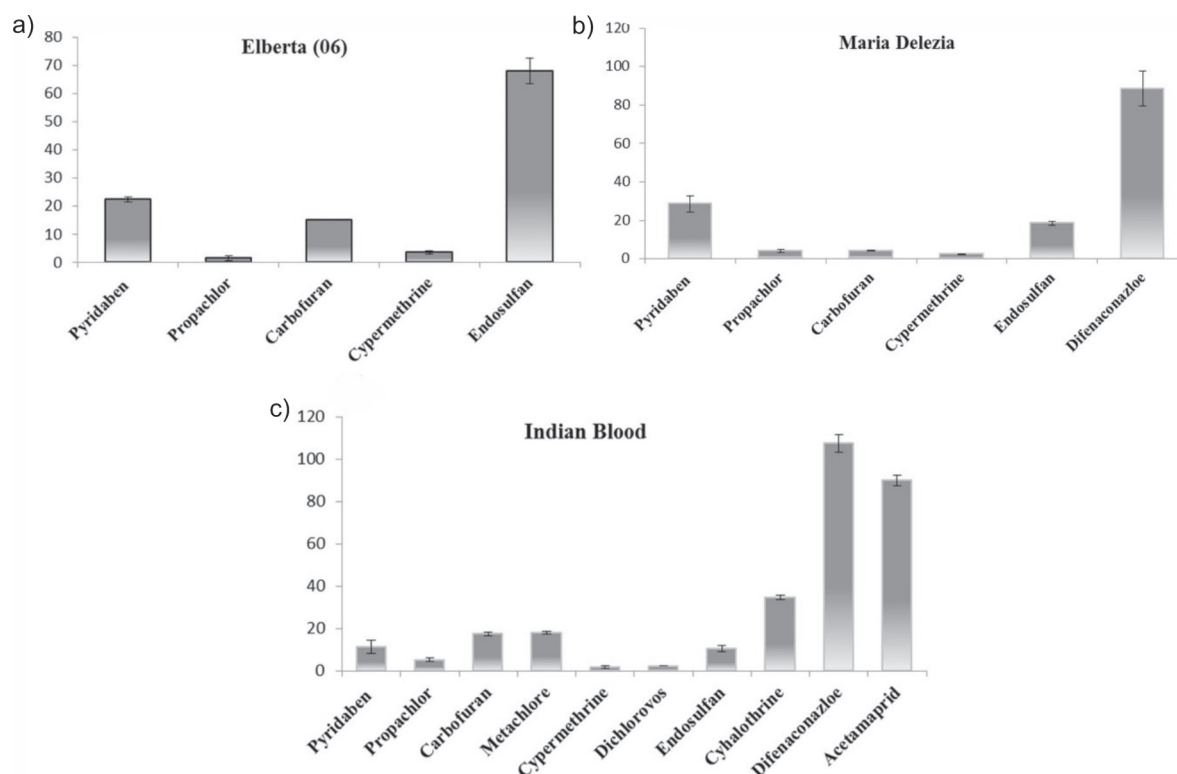 a)
Elberta (06)
80
70
60
50
40
30
20
10
0
Pyridaben
Propachlor
Carbofuran
Cypermethrine
Endosulfan
b)
Maria Delezia
120
100
80
60
40
20
0
Pyridaben
Propachlor
Carbofuran
Cypermethrine
Endosulfan
Difenaconazloe
c)
Indian Blood
120
100
80
60
40
20
0
Pyridaben
Propachlor
Carbofuran
Metachlore
Cypermethrine
Dichlorovos
Endosulfan
Cyhalothrine
Difenaconazloe
Acetamaprid